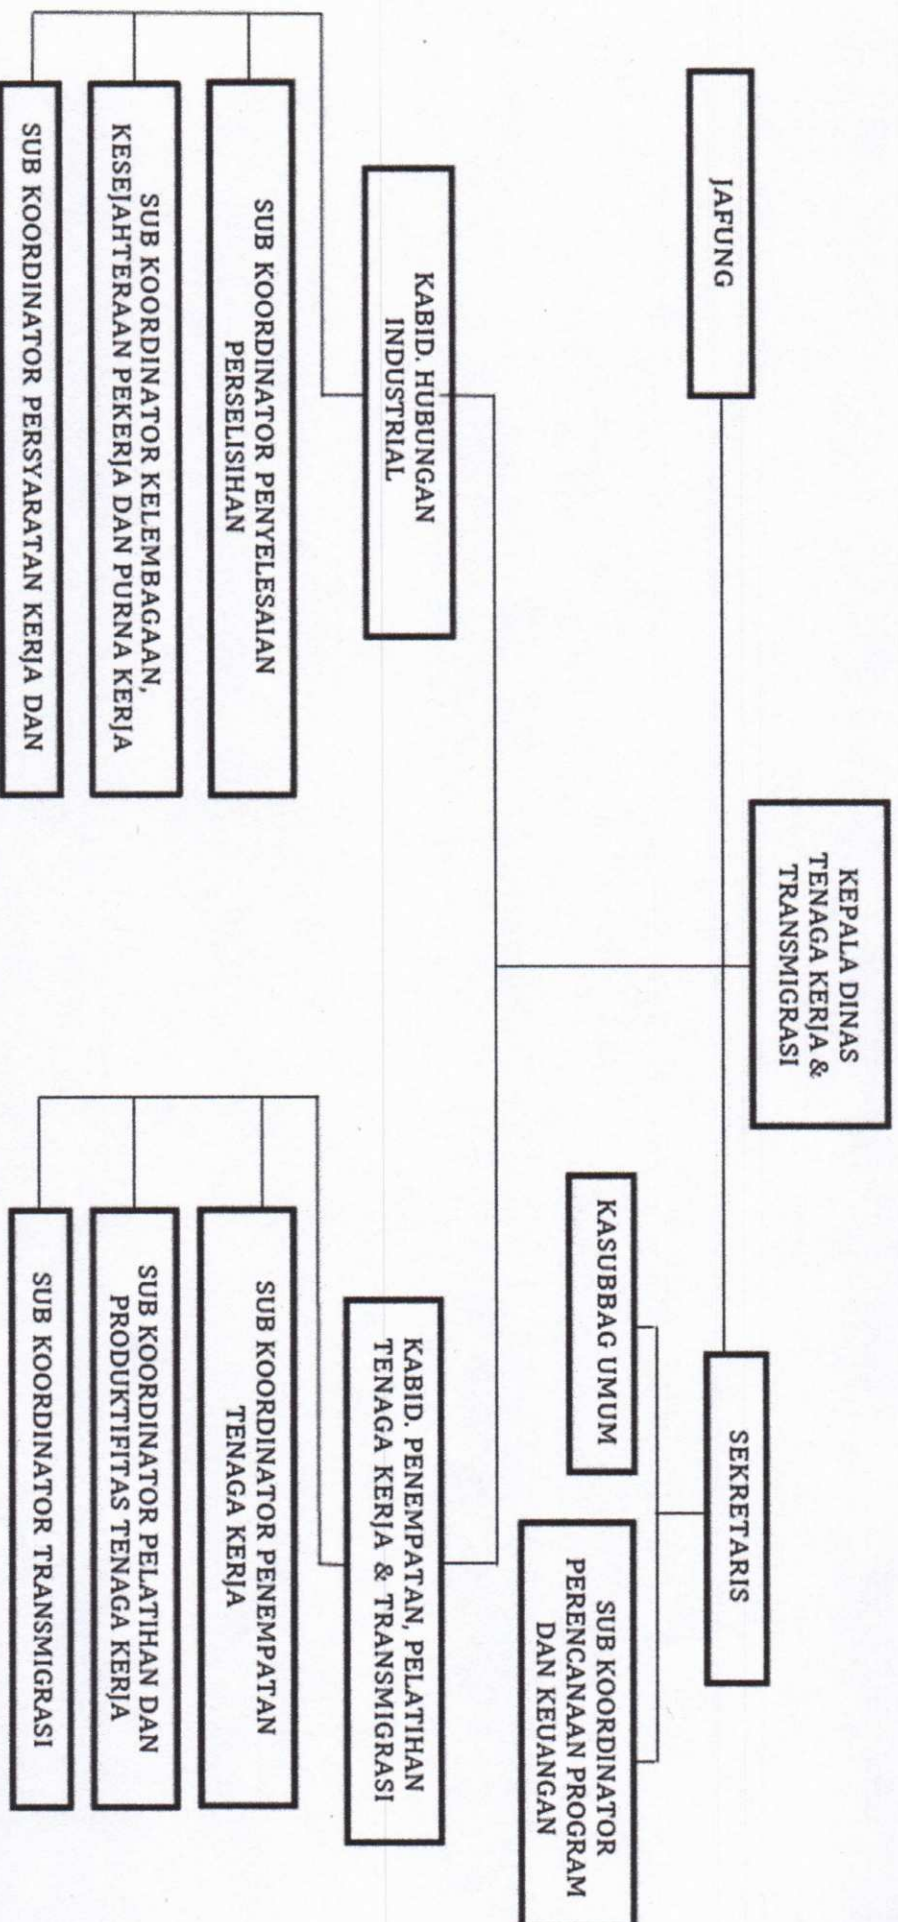 KEPALA DINAS
TENAGA KERJA &
TRANSMIGRASI
JAFUNG
SEKRETARIS
KASUBBAG UMUM
SUB KOORDINATOR
PERENCANAAN PROGRAM
DAN KEUANGAN
KABID. HUBUNGAN
INDUSTRIAL
KABID. PENEMPATAN, PELATIHAN
TENAGA KERJA & TRANSMIGRASI
SUB KOORDINATOR PENYELESAIAN
PERSELISIHAN
SUB KOORDINATOR KELEMBAGAAN,
KESEJAHTERAAN PEKERJA DAN PURNA KERJA
SUB KOORDINATOR PERSYARATAN KERJA DAN
SUB KOORDINATOR PENEMPATAN
TENAGA KERJA
SUB KOORDINATOR PELATIHAN DAN
PRODUKTIFITAS TENAGA KERJA
SUB KOORDINATOR TRANSMIGRASI